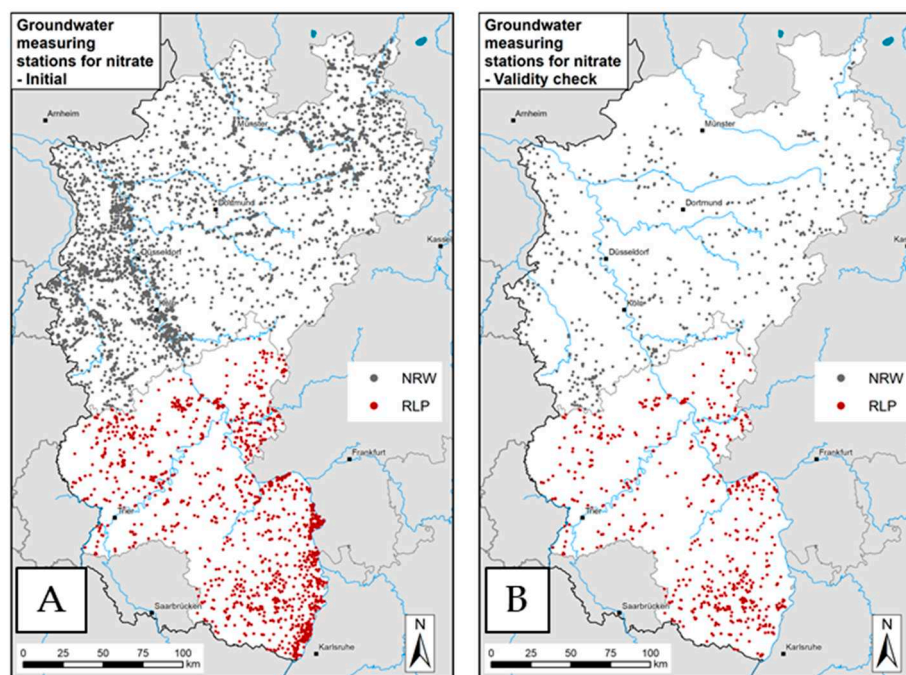 Groundwater
measuring
stations for nitrate
- Initial
Arnheim
Münster
Dortmund
Kassel
Düsseldorf
Köln
NRW
RLP
Frankfurt
Trier
Saarbrücken
Karlsruhe
A
N
0 25 50 75 100
km
Groundwater
measuring
stations for nitrate
- Validity check
Arnheim
Münster
Dortmund
Kass
Düsseldorf
Köln
NRW
RLP
Frankfurt
Trier
Saarbrücken
Karlsruhe
B
N
0 25 50 75 100
km